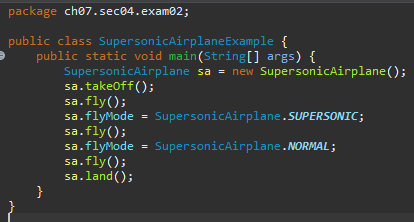 package ch07.sec04.exam02;
public class SupersonicAirplaneExample {
public static void main(String[] args) {
SupersonicAirplane sa = new SupersonicAirplane();
sa.takeOff();
sa.fly();
sa.flyMode = SupersonicAirplane.SUPERSONIC;
sa.fly();
sa.flyMode = SupersonicAirplane.NORMAL;
sa.fly();
sa.land();
}
}